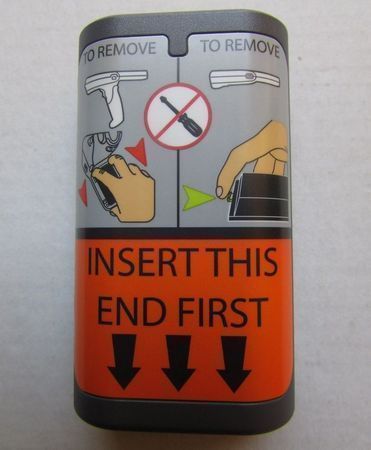 TO REMOVE
TO REMOVE
INSERT THIS
END FIRST